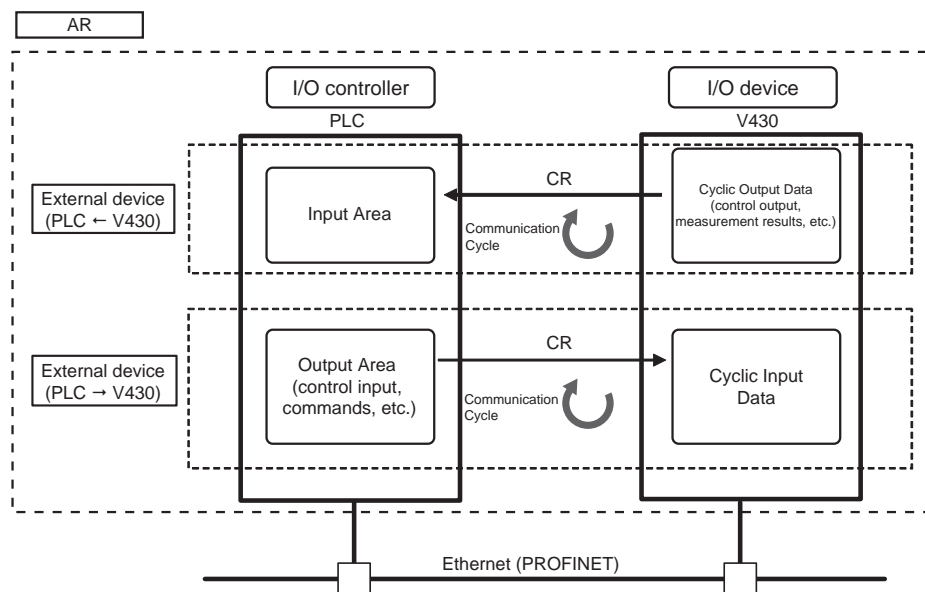 AR
I/O controller
I/O device
PLC
V430
External device
(PLC ← V430)
Input Area
CR
Communication
Cycle
Cyclic Output Data
(control output,
measurement results, etc.)
External device
(PLC → V430)
Output Area
(control input,
commands, etc.)
CR
Communication
Cycle
Cyclic Input
Data
Ethernet (PROFINET)